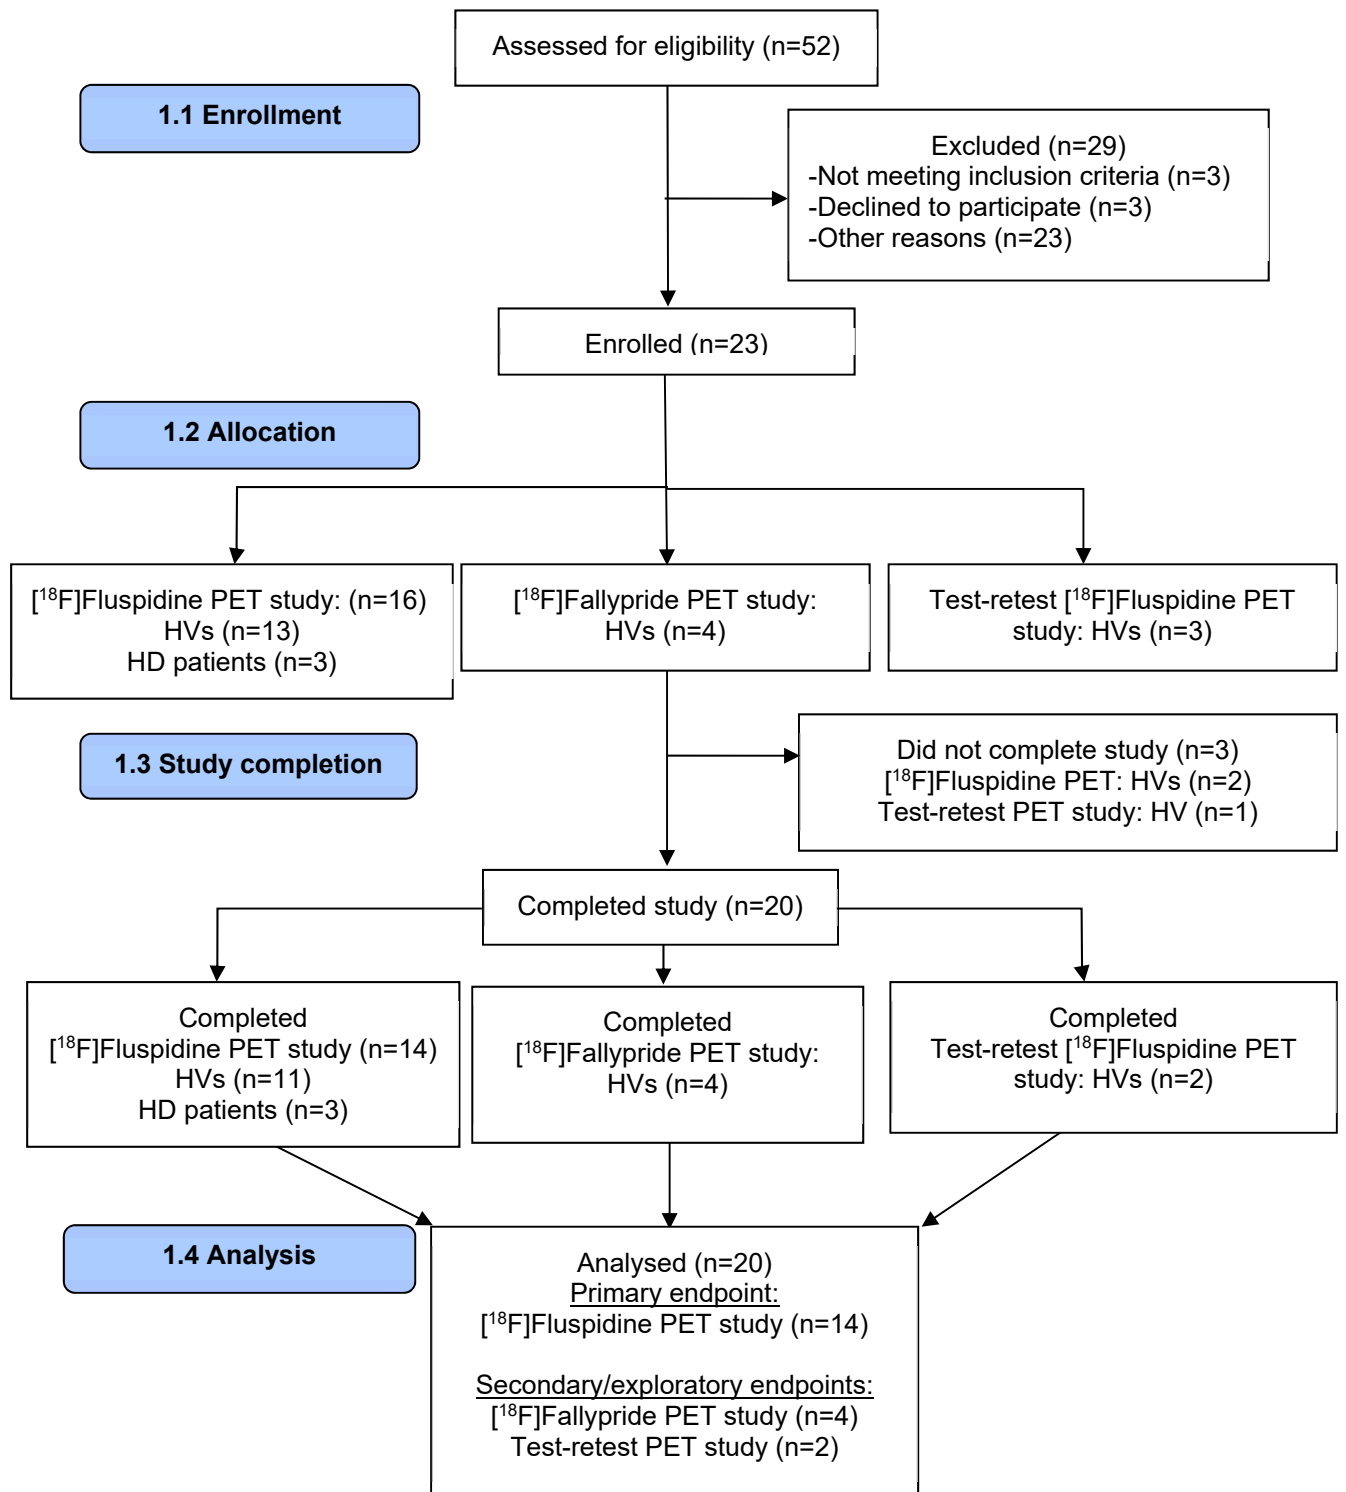 Assessed for eligibility (n=52)
1.1 Enrollment
Excluded (n=29)
-Not meeting inclusion criteria (n=3)
-Declined to participate (n=3)
-Other reasons (n=23)
Enrolled (n=23)
1.2 Allocation
[¹⁸F]Fluspidine PET study: (n=16)
HVs (n=13)
HD patients (n=3)
[¹⁸F]Fallypride PET study:
HVs (n=4)
Test-retest [¹⁸F]Fluspidine PET
study: HVs (n=3)
1.3 Study completion
Did not complete study (n=3)
[¹⁸F]Fluspidine PET: HVs (n=2)
Test-retest PET study: HV (n=1)
Completed study (n=20)
Completed
[¹⁸F]Fluspidine PET study (n=14)
HVs (n=11)
HD patients (n=3)
Completed
[¹⁸F]Fallypride PET study:
HVs (n=4)
Completed
Test-retest [¹⁸F]Fluspidine PET
study: HVs (n=2)
1.4 Analysis
Analysed (n=20)
Primary endpoint:
[¹⁸F]Fluspidine PET study (n=14)
Secondary/exploratory endpoints:
[¹⁸F]Fallypride PET study (n=4)
Test-retest PET study (n=2)